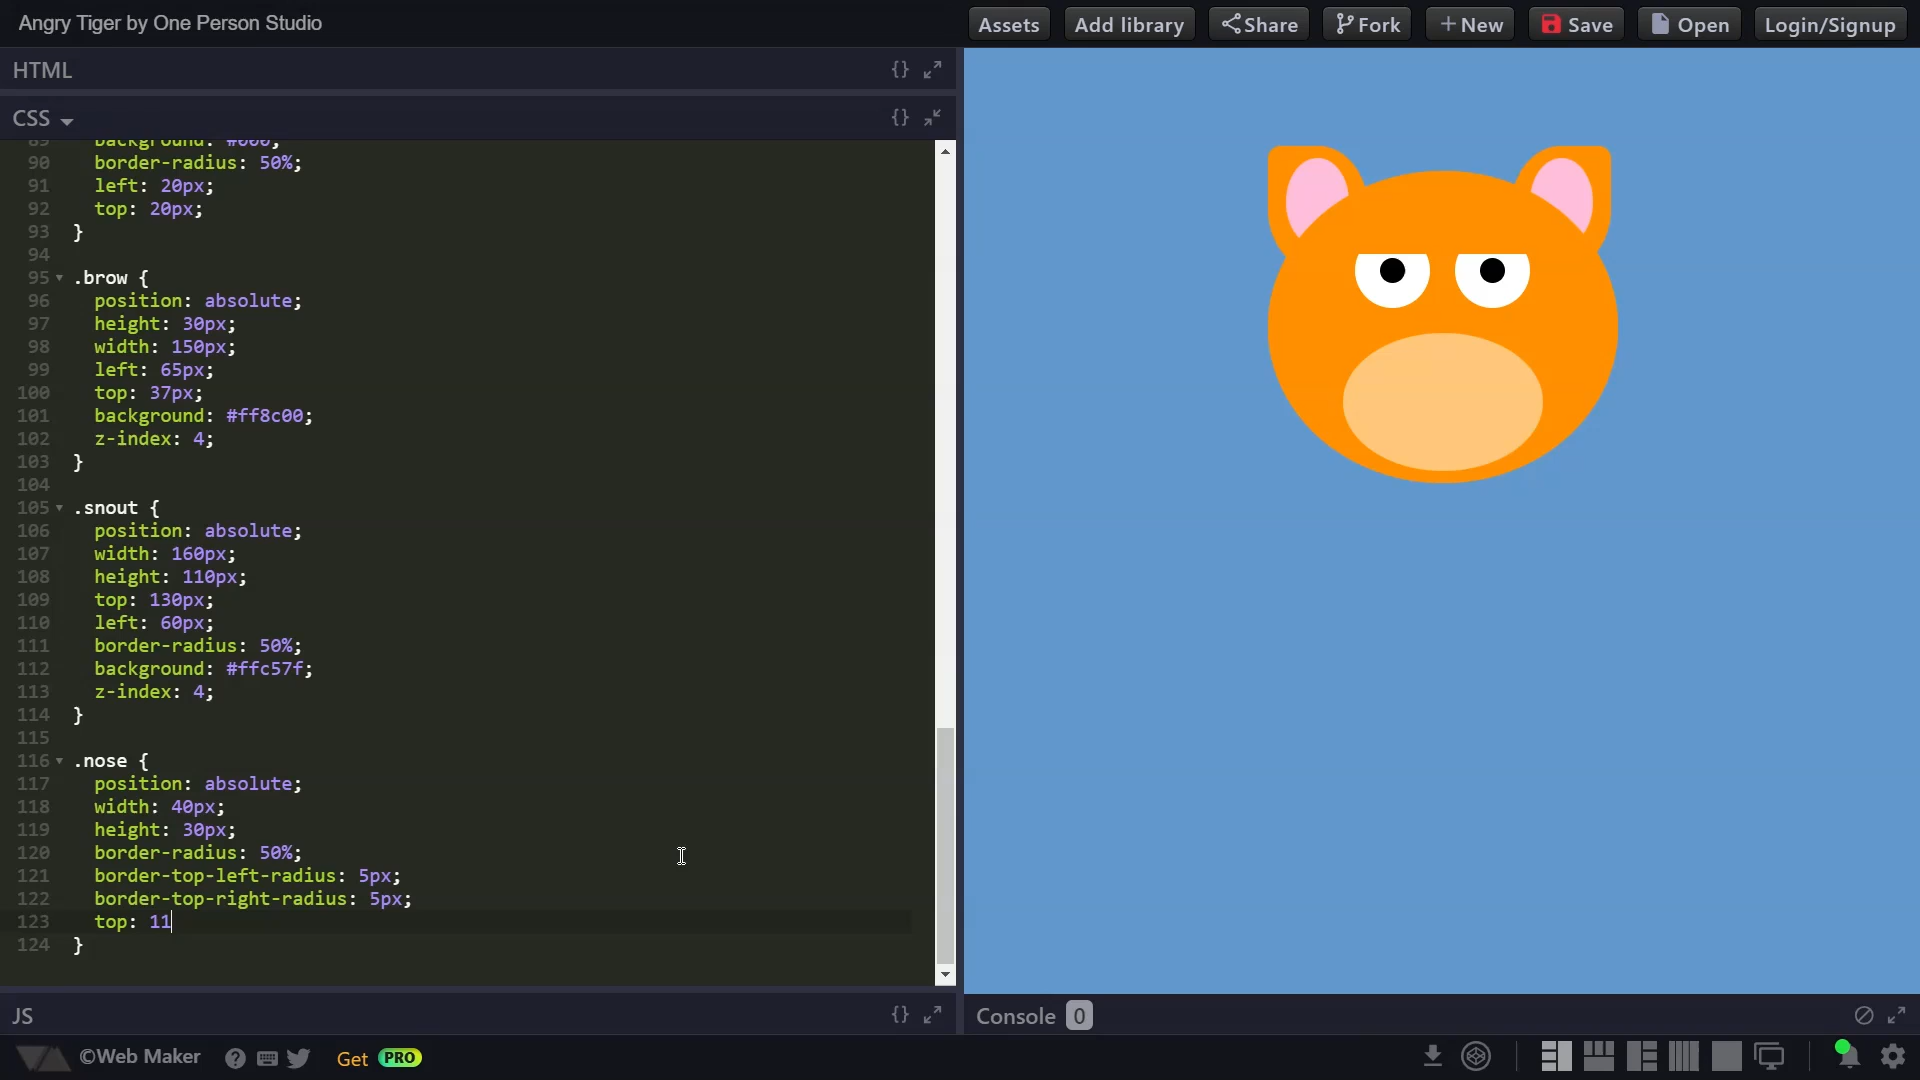 Angry Tiger by One Person Studio
Assets
Add library
Share
Fork
+ New
Save
Open
Login/Signup
HTML
{}
CSS
{}
89 background: #000;
90 border-radius: 50%;
91 left: 20px;
92 top: 20px;
93 }
94
95 .brow {
96 position: absolute;
97 height: 30px;
98 width: 150px;
99 left: 65px;
100 top: 37px;
101 background: #ff8c00;
102 z-index: 4;
103 }
104
105 .snout {
106 position: absolute;
107 width: 160px;
108 height: 110px;
109 top: 130px;
110 left: 60px;
111 border-radius: 50%;
112 background: #ffc57f;
113 z-index: 4;
114 }
115
116 .nose {
117 position: absolute;
118 width: 40px;
119 height: 30px;
120 border-radius: 50%;
121 border-top-left-radius: 5px;
122 border-top-right-radius: 5px;
123 top: 11
124 }
JS
{}
Console 0
©Web Maker
?
Get PRO